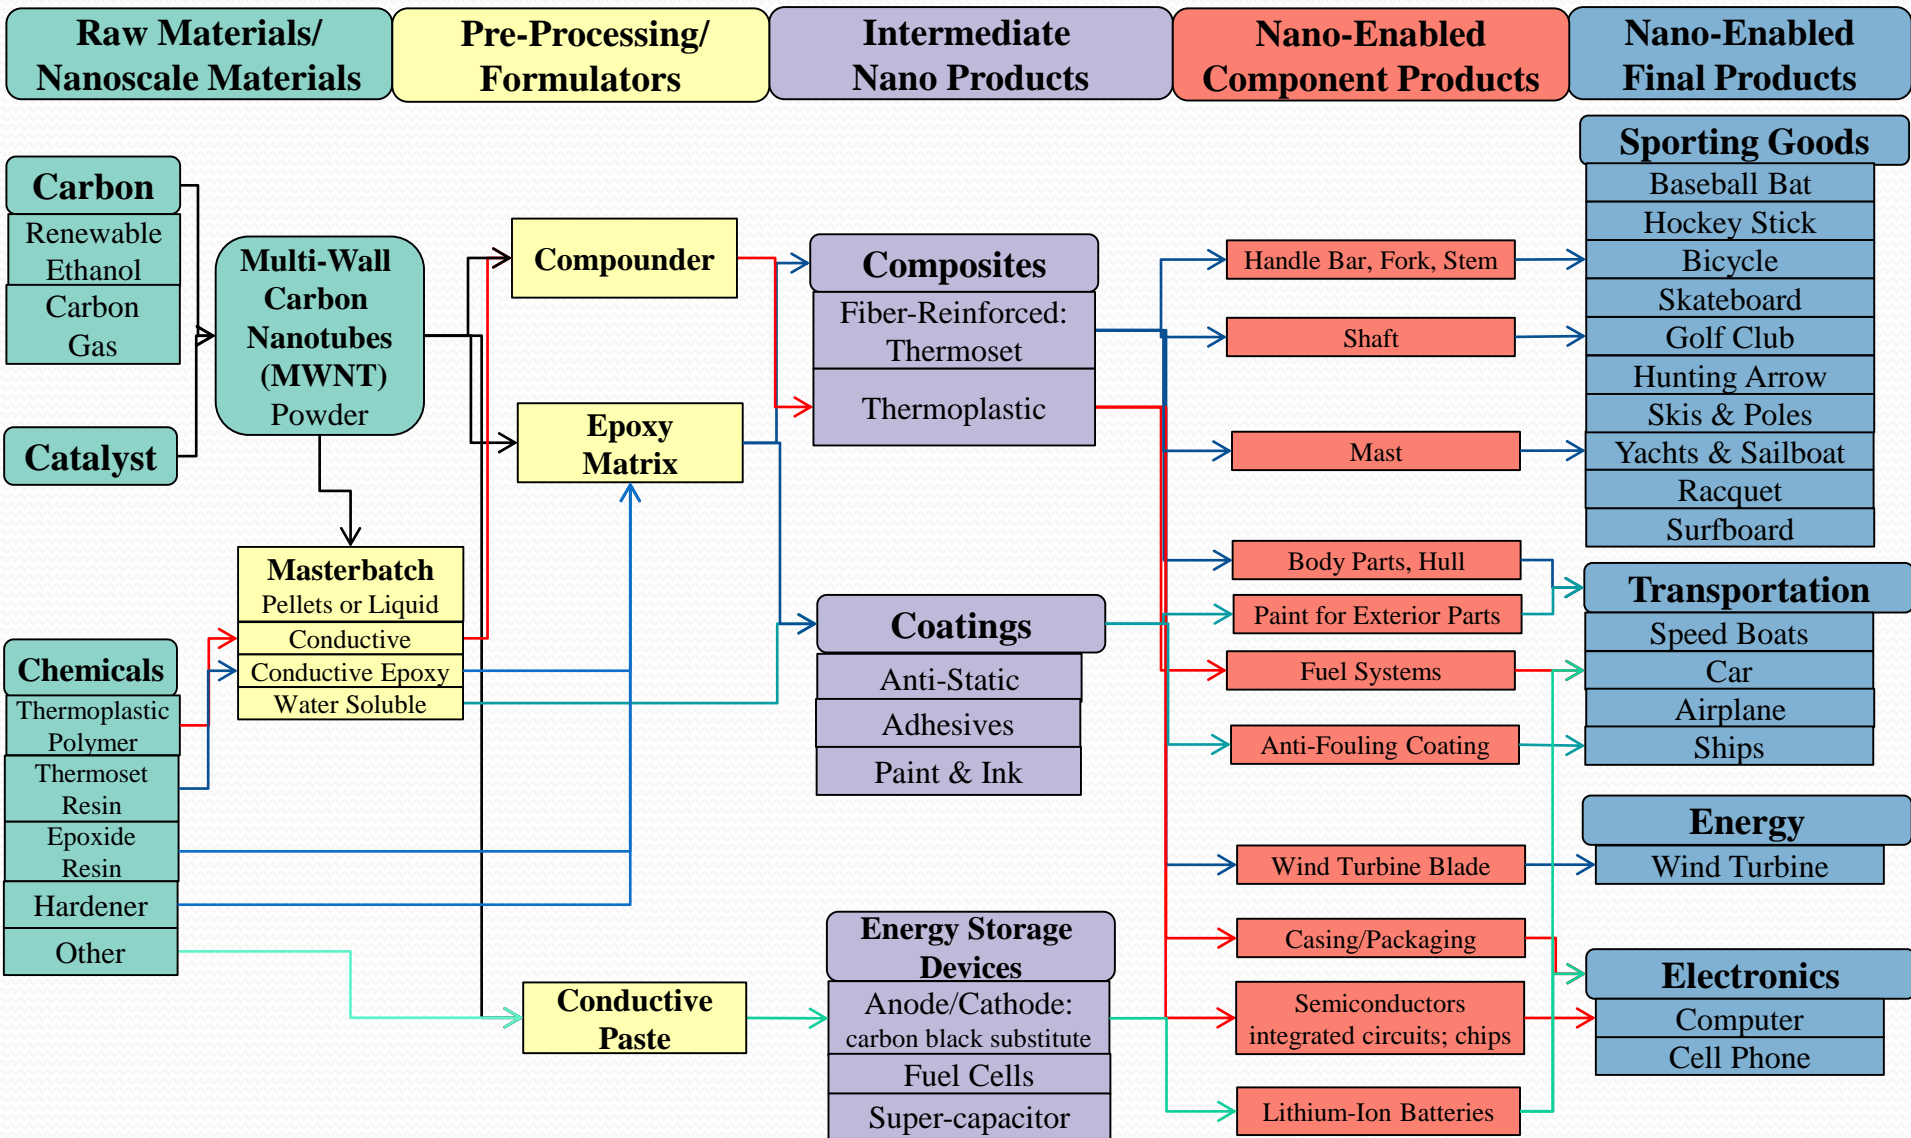 Raw Materials/
Nanoscale Materials
Pre-Processing/
Formulators
Intermediate
Nano Products
Nano-Enabled
Component Products
Nano-Enabled
Final Products
Carbon
Renewable
Ethanol
Carbon
Gas
Catalyst
Multi-Wall
Carbon
Nanotubes
(MWNT)
Powder
Chemicals
Thermoplastic
Polymer
Thermoset
Resin
Epoxide
Resin
Hardener
Other
Masterbatch
Pellets or Liquid
Conductive
Conductive Epoxy
Water Soluble
Compounder
Epoxy
Matrix
Conductive
Paste
Composites
Fiber-Reinforced:
Thermoset
Thermoplastic
Coatings
Anti-Static
Adhesives
Paint & Ink
Energy Storage
Devices
Anode/Cathode:
carbon black substitute
Fuel Cells
Super-capacitor
Handle Bar, Fork, Stem
Shaft
Mast
Body Parts, Hull
Paint for Exterior Parts
Fuel Systems
Anti-Fouling Coating
Wind Turbine Blade
Casing/Packaging
Semiconductors
integrated circuits; chips
Lithium-Ion Batteries
Sporting Goods
Baseball Bat
Hockey Stick
Bicycle
Skateboard
Golf Club
Hunting Arrow
Skis & Poles
Yachts & Sailboat
Racquet
Surfboard
Transportation
Speed Boats
Car
Airplane
Ships
Energy
Wind Turbine
Electronics
Computer
Cell Phone